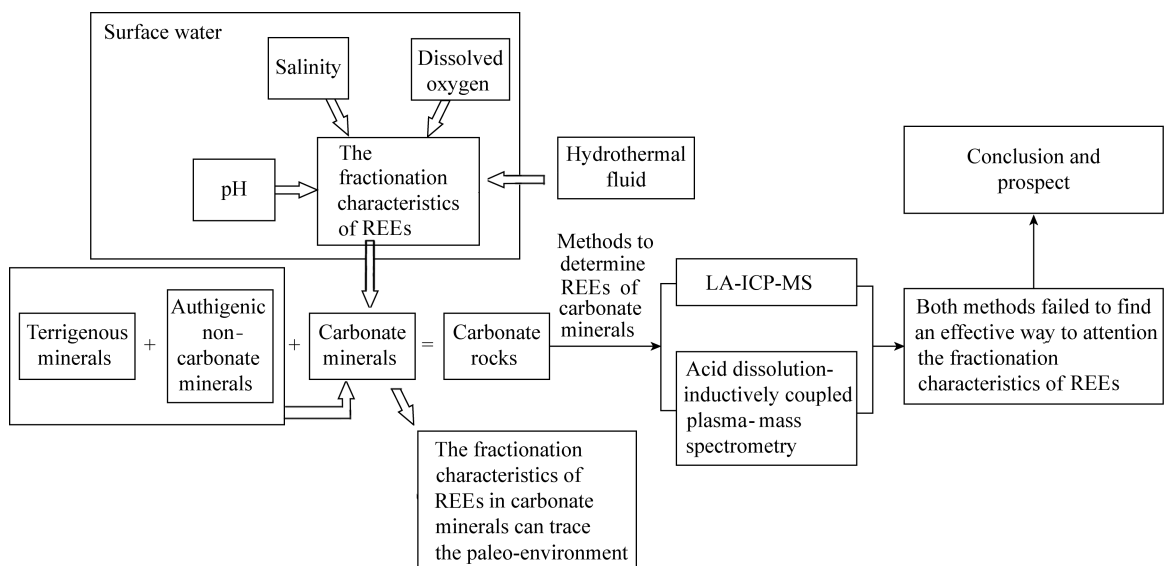 Surface water
Salinity
Dissolved
oxygen
pH
The
fractionation
characteristics
of REEs
Hydrothermal
fluid
Terrigenous
minerals
+
Authigenic
non-
carbonate
minerals
+
Carbonate
minerals
=
Carbonate
rocks
Methods to
determine
REEs of
carbonate
minerals
LA-ICP-MS
Acid dissolution-
inductively coupled
plasma- mass
spectrometry
Both methods failed to find
an effective way to attention
the fractionation
characteristics of REEs
Conclusion and
prospect
The fractionation
characteristics of
REEs in carbonate
minerals can trace
the paleo-environment